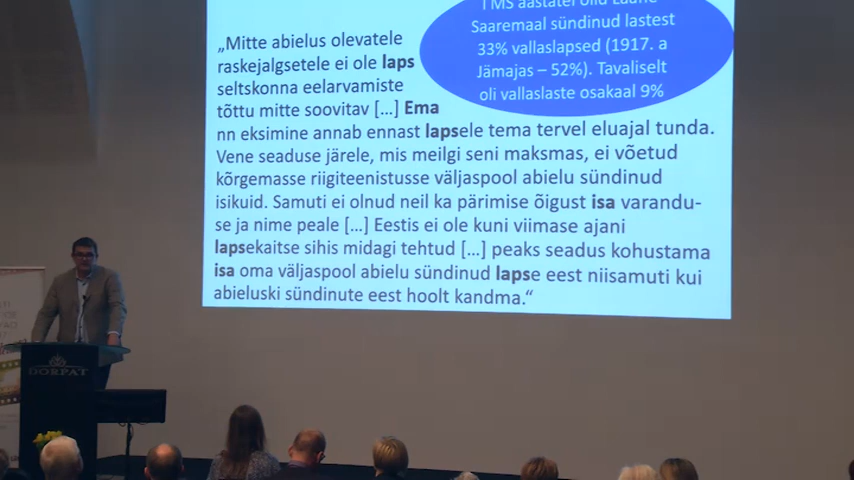 I MS aastatel olid Lääne-
Saaremaal sündinud lastest
33% vallaslapsed (1917. a
Jämajas – 52%). Tavaliselt
oli vallaslaste osakaal 9%
„Mitte abielus olevatele
raskejalgsetele ei ole laps
seltskonna eelarvamiste
tõttu mitte soovitav [...] Ema
nn eksimine annab ennast lapsele tema tervel eluajal tunda.
Vene seaduse järele, mis meilgi seni maksmas, ei võetud
kõrgemasse riigiteenistusse väljaspool abielu sündinud
isikuid. Samuti ei olnud neil ka pärimise õigust isa varandu-
se ja nime peale [...] Eestis ei ole kuni viimase ajani
lapsekaitse sihis midagi tehtud [...] peaks seadus kohustama
isa oma väljaspool abielu sündinud lapse eest niisamuti kui
abieluski sündinute eest hoolt kandma.“
DORPAT